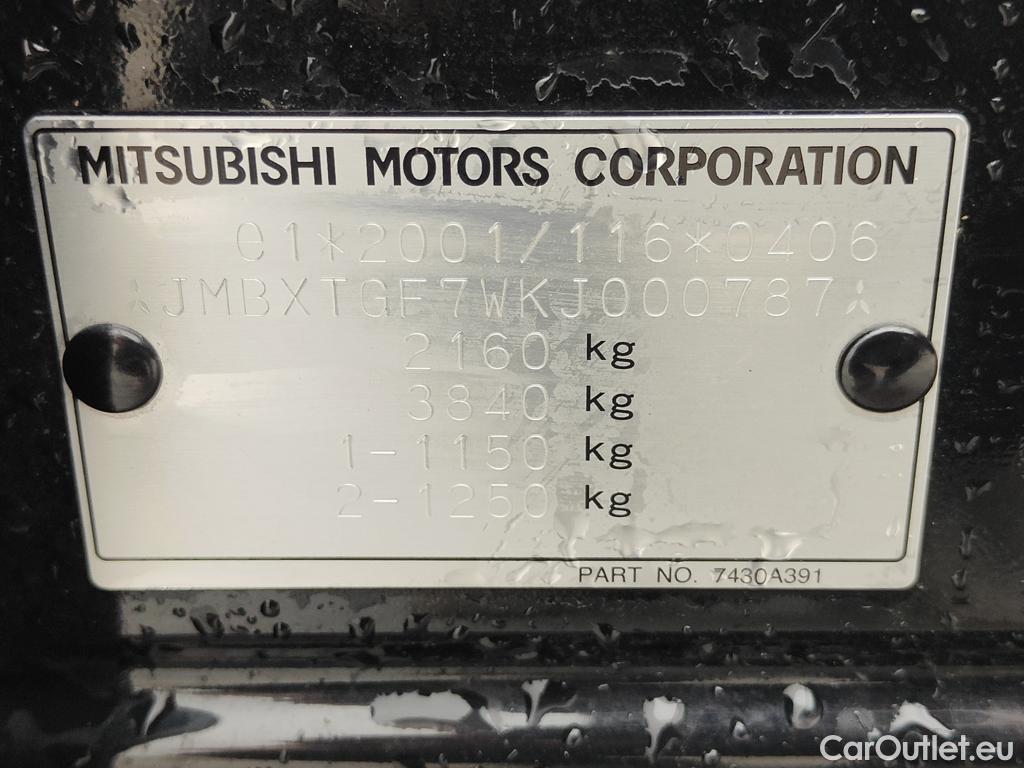 MITSUBISHI MOTORS CORPORATION
e1*2001/116*0406
JMBXTGF7WKJ000787
2160 kg
3840 kg
1-1150 kg
2-1250 kg
PART NO. 7430A391
CarOutlet.eu